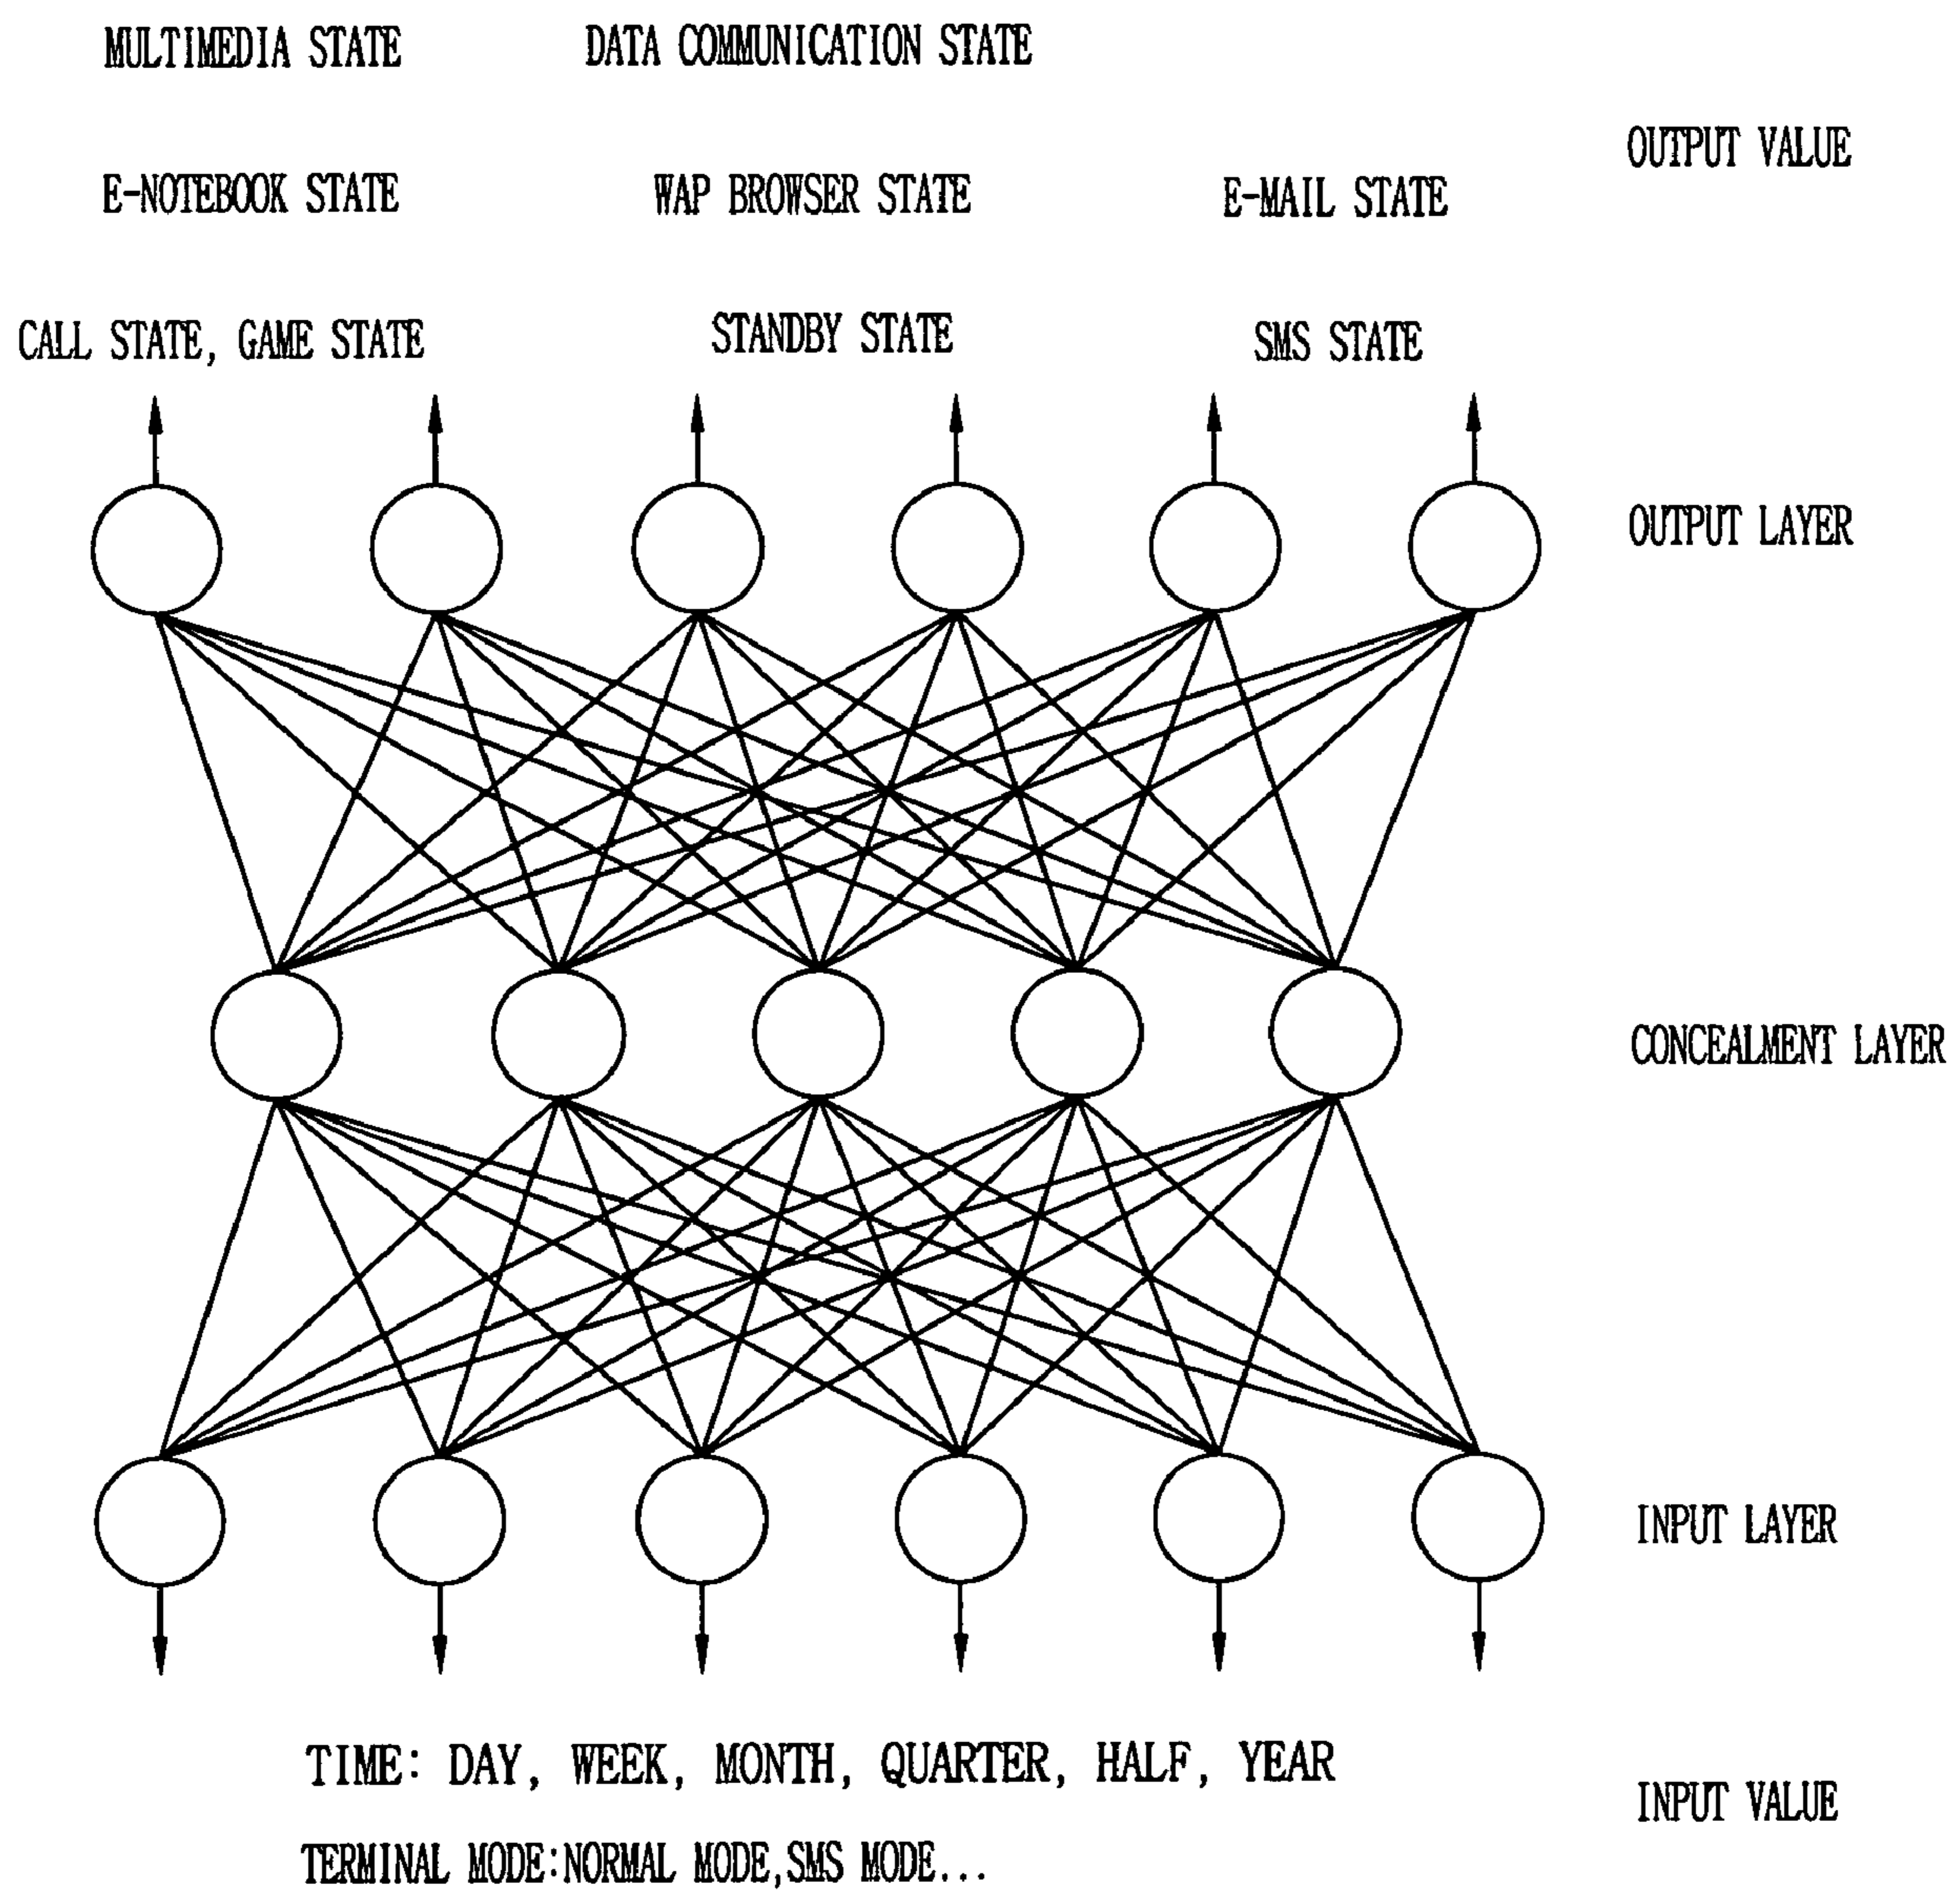 MULTIMEDIA STATE DATA COMMUNICATION STATE
OUTPUT VALUE
E-NOTEBOOK STATE WAP BROWSER STATE E-MAIL STATE
CALL STATE, GAME STATE STANDBY STATE SMS STATE
OUTPUT LAYER
CONCEALMENT LAYER
INPUT LAYER
TIME: DAY, WEEK, MONTH, QUARTER, HALF, YEAR
INPUT VALUE
TERMINAL MODE:NORMAL MODE,SMS MODE...